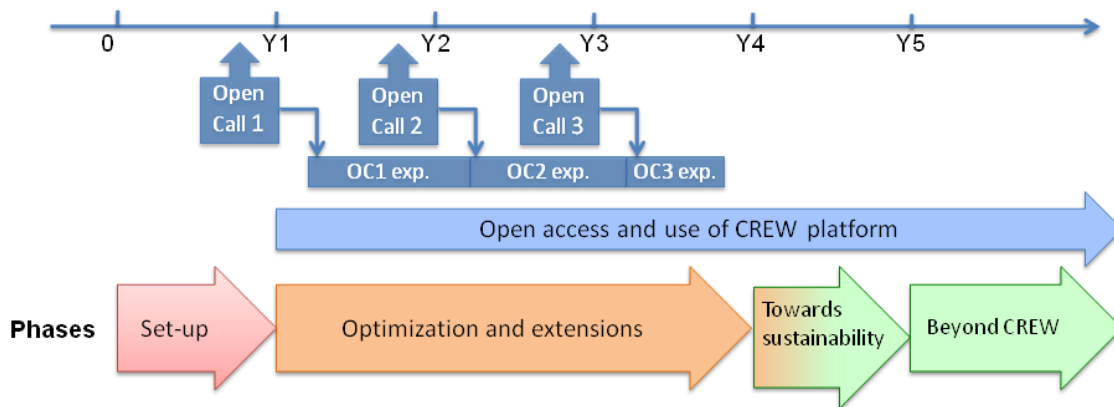 0 Y1 Y2 Y3 Y4 Y5
Open
Call 1
Open
Call 2
Open
Call 3
OC1 exp. OC2 exp. OC3 exp.
Open access and use of CREW platform
Phases
Set-up
Optimization and extensions
Towards
sustainability
Beyond CREW